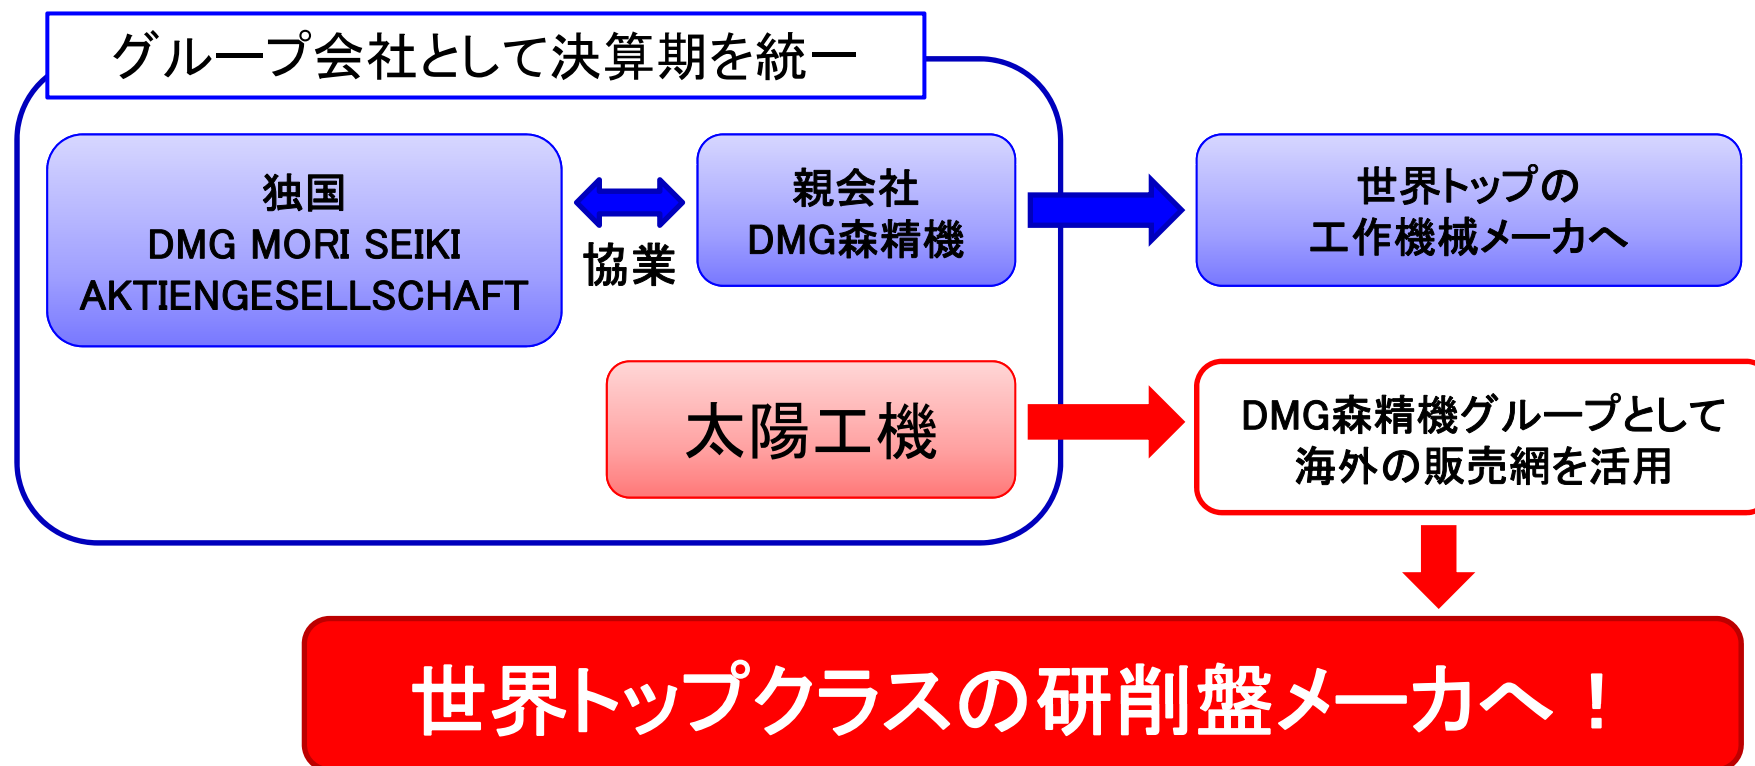 グループ会社として決算期を統一
独国
DMG MORI SEIKI
AKTIENGESELLSCHAFT
協業
親会社
DMG森精機
世界トップの
工作機械メーカへ
太陽工機
DMG森精機グループとして
海外の販売網を活用
世界トップクラスの研削盤メーカへ！